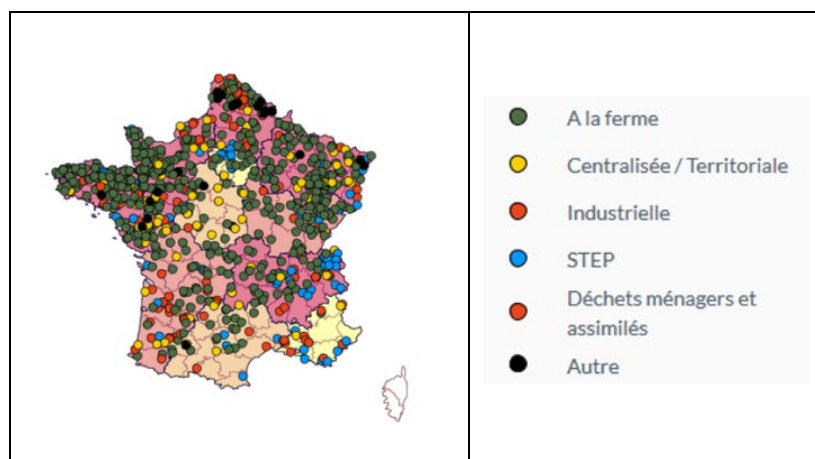 A la ferme
Centralisée / Territoriale
Industrielle
STEP
Déchets ménagers et
assimilés
Autre